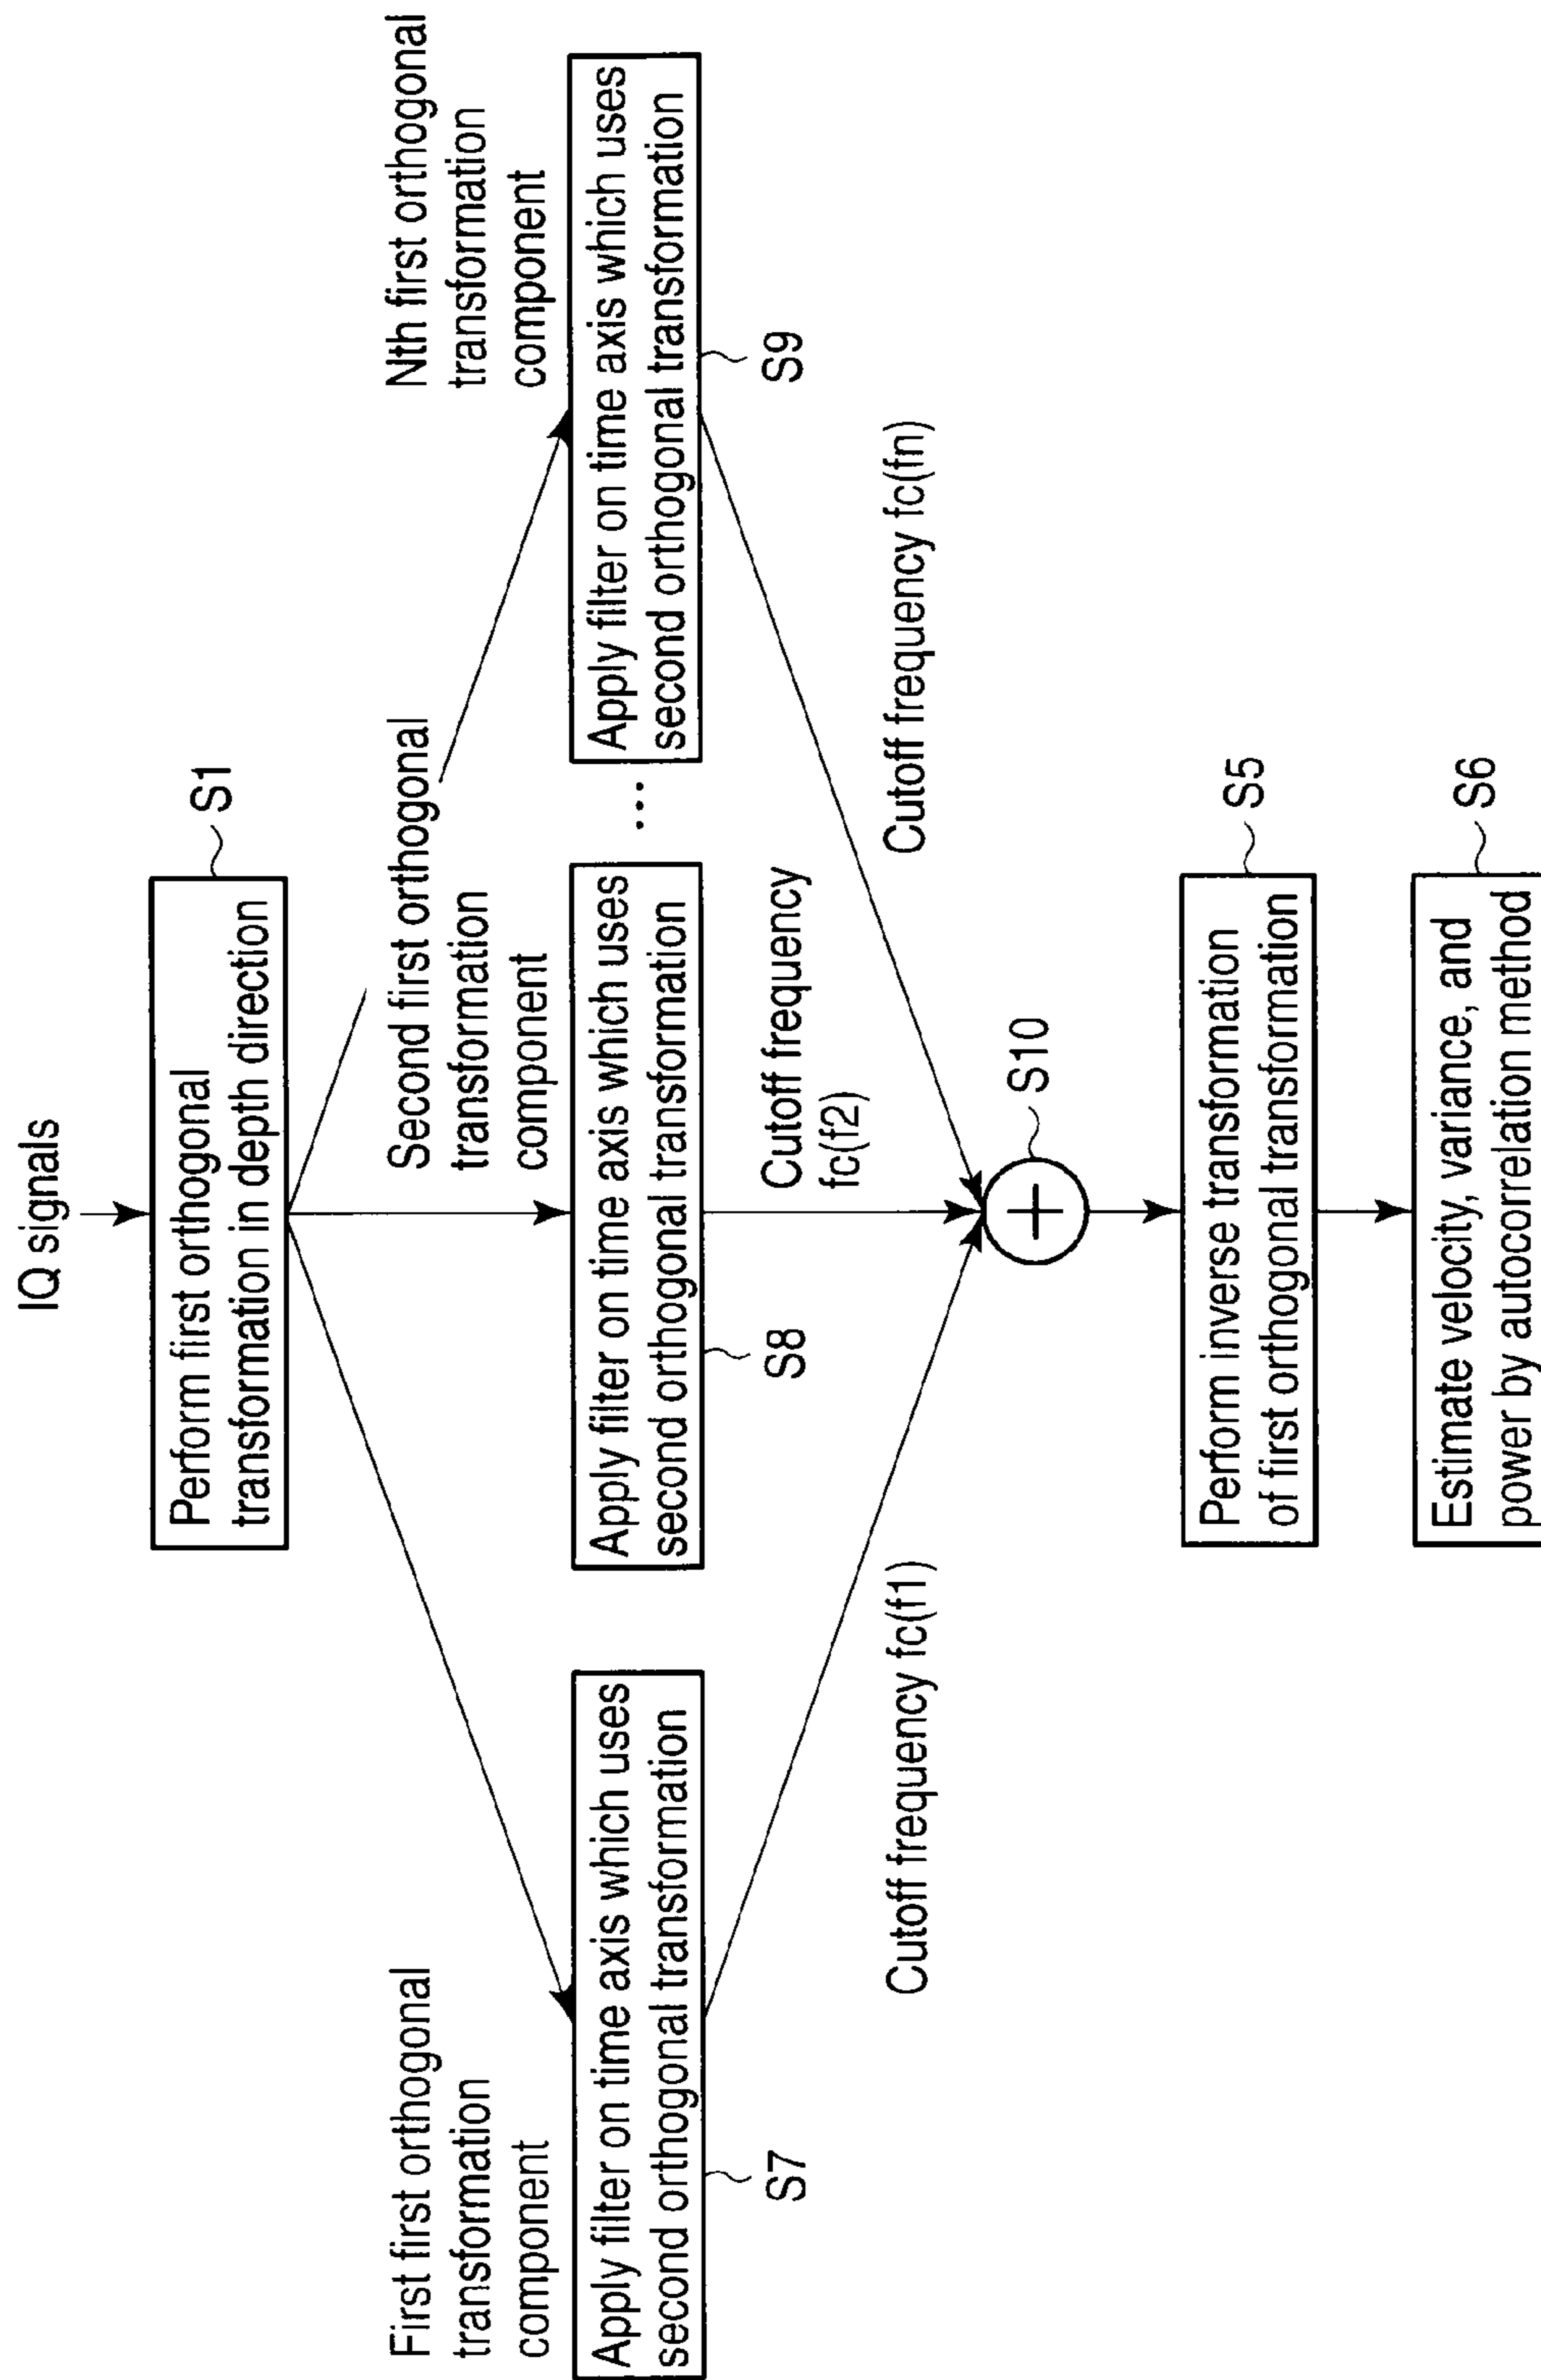 IQ signals
Perform first orthogonal
transformation in depth direction
S1
First first orthogonal
transformation
component
Second first orthogonal
transformation
component
Nth first orthogonal
transformation
component
Apply filter on time axis which uses
second orthogonal transformation
S7
Apply filter on time axis which uses
second orthogonal transformation
S8
...
Apply filter on time axis which uses
second orthogonal transformation
S9
Cutoff frequency fc(f1)
Cutoff frequency
fc(f2)
Cutoff frequency fc(fn)
+
S10
Perform inverse transformation
of first orthogonal transformation
S5
Estimate velocity, variance, and
power by autocorrelation method
S6